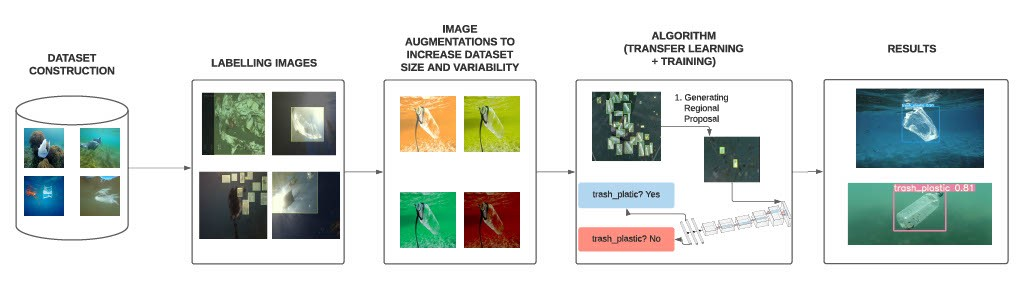 DATASET
CONSTRUCTION
LABELLING IMAGES
IMAGE
AUGMENTATIONS TO
INCREASE DATASET
SIZE AND VARIABILITY
ALGORITHM
(TRANSFER LEARNING
+ TRAINING)
RESULTS
1. Generating
Regional
Proposal
trash_platic? Yes
trash_plastic? No
trash_plastic 0.81